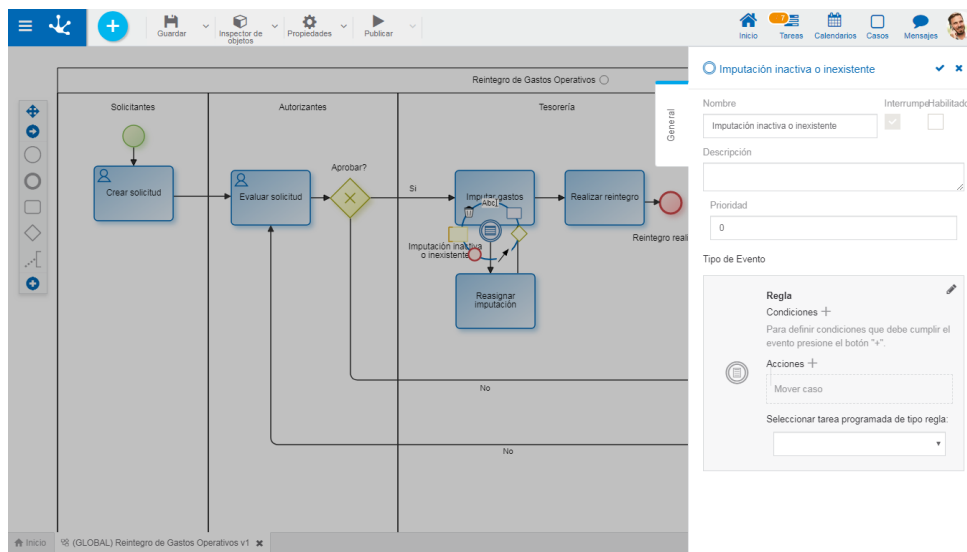 Guardar
Inspector de
objetos
Propiedades
Publicar
Inicio
7
Tareas
Calendarios
Casos
Mensajes
Reintegro de Gastos Operativos
Solicitantes
Autorizantes
Tesorería
Crear solicitud
Evaluar solicitud
Aprobar?
Si
Imputar gastos
Abc
Realizar reintegro
Reintegro reali
Imputación inactiva
o inexistente
Reasignar
imputación
No
No
General
Imputación inactiva o inexistente
Nombre
InterrumpeHabilitado
Imputación inactiva o inexistente
Descripción
Prioridad
0
Tipo de Evento
Regla
Condiciones +
Para definir condiciones que debe cumplir el
evento presione el botón "+".
Acciones +
Mover caso
Seleccionar tarea programada de tipo regla:
Inicio
(GLOBAL) Reintegro de Gastos Operativos v1